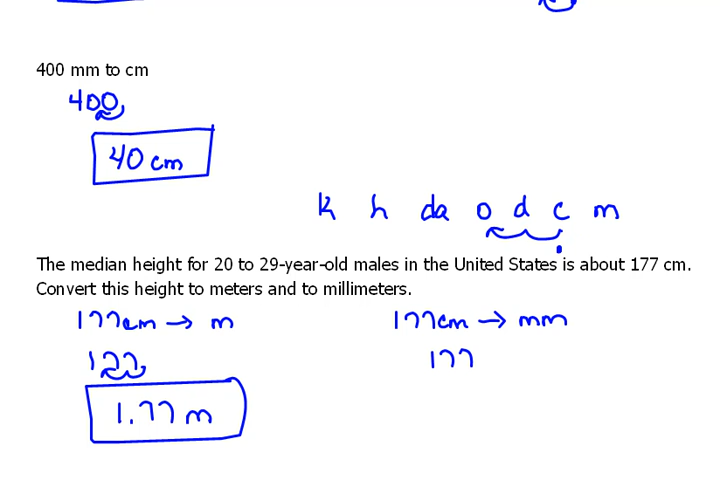 400 mm to cm
400
40 cm
k h da o d c m
The median height for 20 to 29-year-old males in the United States is about 177 cm.
Convert this height to meters and to millimeters.
177cm → m 177cm → mm
177 177
1.77 m